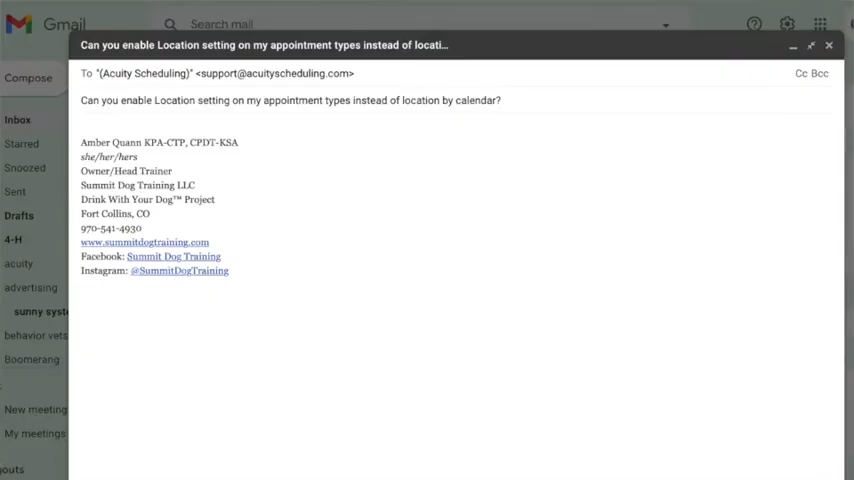 Gmail
Search mail
Can you enable Location setting on my appointment types instead of locati...
Compose
To "(Acuity Scheduling)" <support@acuityscheduling.com>
Cc Bcc
Can you enable Location setting on my appointment types instead of location by calendar?
Inbox
Starred
Snoozed
Sent
Drafts
4-H
acuity
advertising
sunny syst
behavior vets
Boomerang
New meeting
My meetings
outs
Amber Quann KPA-CTP, CPDT-KSA
she/her/hers
Owner/Head Trainer
Summit Dog Training LLC
Drink With Your Dog™ Project
Fort Collins, CO
970-541-4930
www.summitdogtraining.com
Facebook: Summit Dog Training
Instagram: @SummitDogTraining